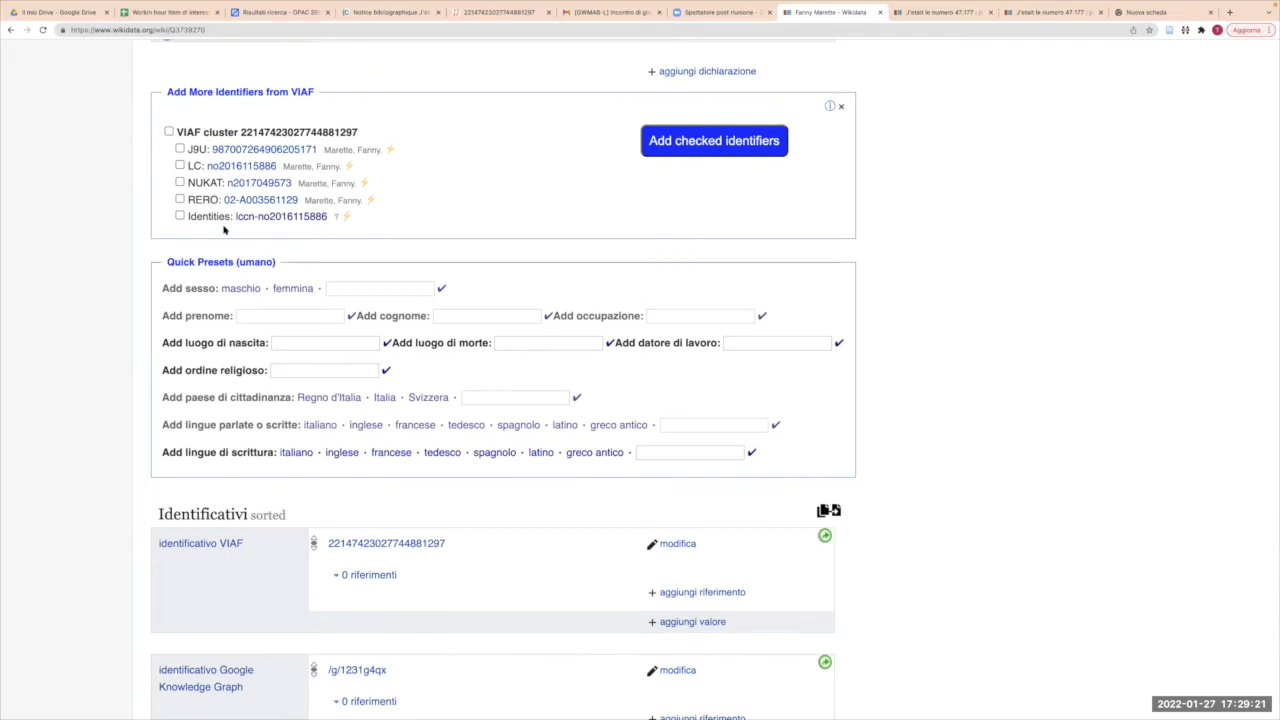 Il mio Drive - Google Drive
Workin hour Item di interes
Risultati ricerca - OPAC SB
Notice bibliographique J'ét
22147423027744881297
[GWMAB-L] Incontro di gi
Spettatore post riunione - Z
Fanny Marette - Wikidata
J'etait le numero 47.177 : j
J'etait le numero 47.177 : j
Nuova scheda
https://www.wikidata.org/wiki/Q3739270
T
Aggiorna
+ aggiungi dichiarazione
Add More Identifiers from VIAF
VIAF cluster 22147423027744881297
J9U: 987007264906205171 Marette, Fanny.
LC: no2016115886 Marette, Fanny.
NUKAT: n2017049573 Marette, Fanny.
RERO: 02-A003561129 Marette, Fanny.
Identities: lccn-no2016115886 ?
Add checked identifiers
Quick Presets (umano)
Add sesso: maschio · femmina ·
Add prenome: Add cognome: Add occupazione:
Add luogo di nascita: Add luogo di morte: Add datore di lavoro:
Add ordine religioso:
Add paese di cittadinanza: Regno d'Italia · Italia · Svizzera ·
Add lingue parlate o scritte: italiano · inglese · francese · tedesco · spagnolo · latino · greco antico ·
Add lingue di scrittura: italiano · inglese · francese · tedesco · spagnolo · latino · greco antico ·
Identificativi sorted
identificativo VIAF
22147423027744881297
modifica
0 riferimenti
+ aggiungi riferimento
+ aggiungi valore
identificativo Google
Knowledge Graph
/g/1231g4qx
modifica
0 riferimenti
+ aggiungi riferimento
2022-01-27 17:29:21